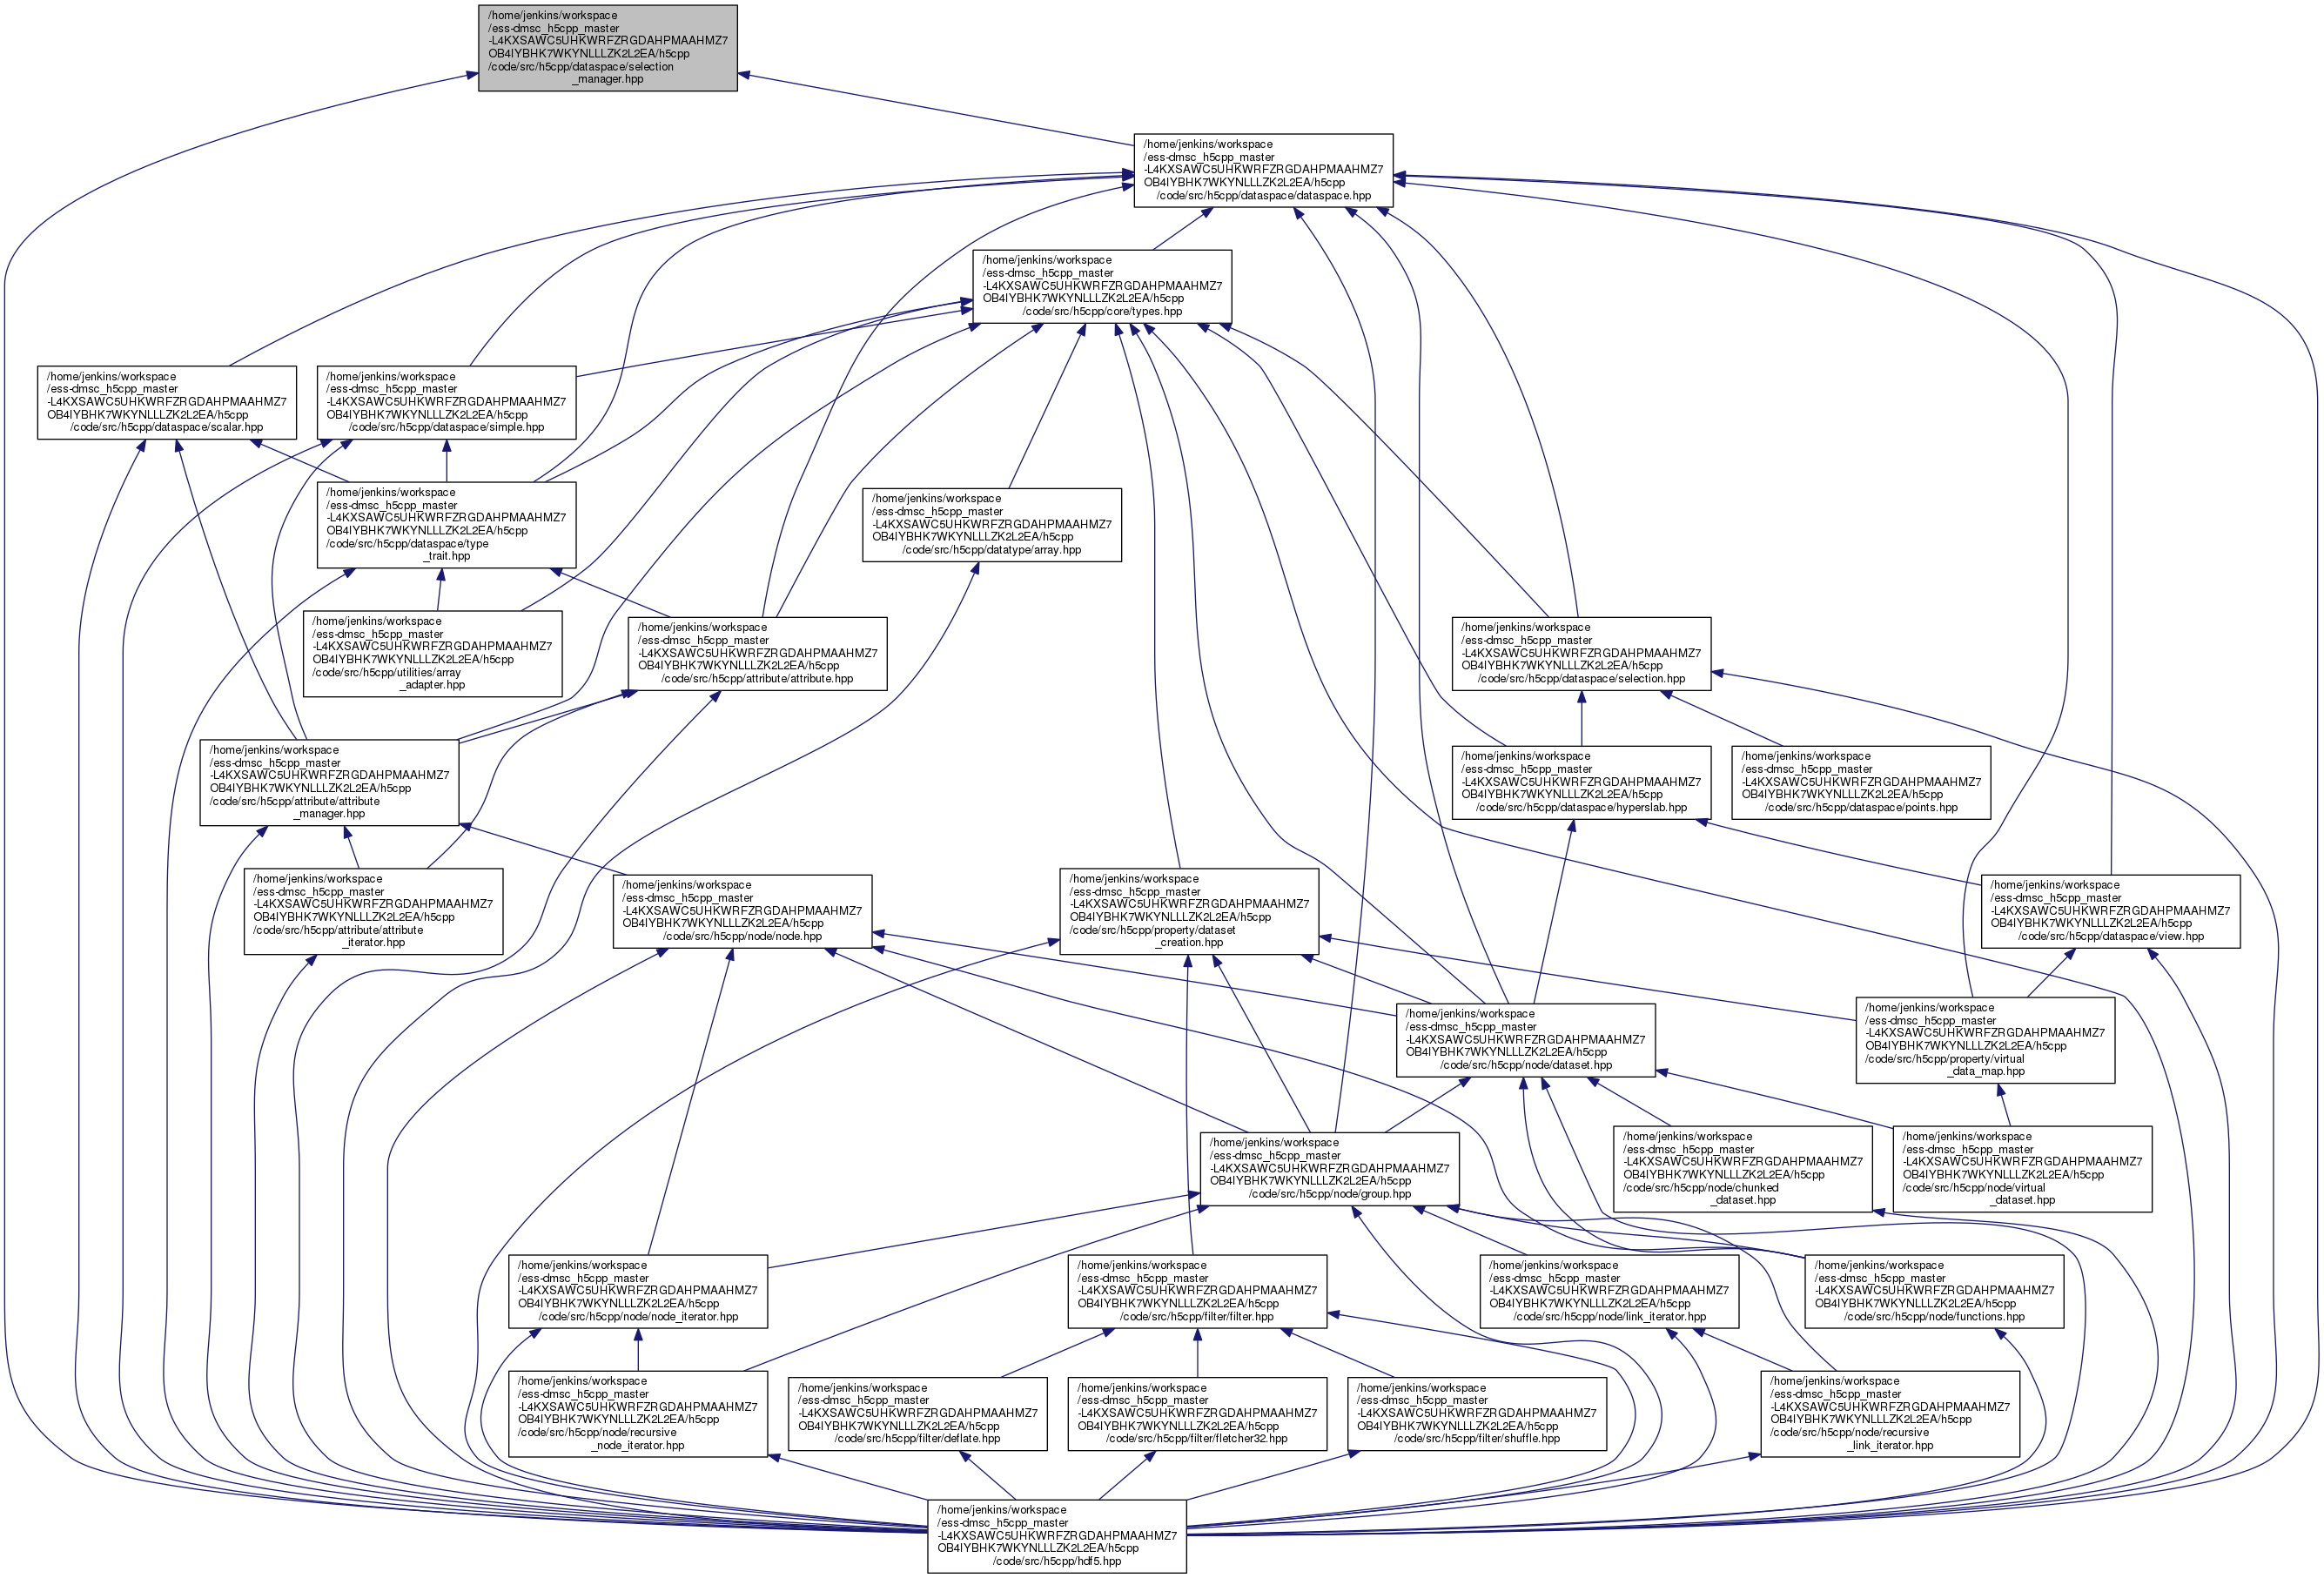 /home/jenkins/workspace
/ess-dmsc_h5cpp_master
-L4KXSAWC5UHKWRFZRGDAHPMAAHMZ7
OB4IYBHK7WKYNLLLZK2L2EA/h5cpp
/code/src/h5cpp/dataspace/selection
_manager.hpp
/home/jenkins/workspace
/ess-dmsc_h5cpp_master
-L4KXSAWC5UHKWRFZRGDAHPMAAHMZ7
OB4IYBHK7WKYNLLLZK2L2EA/h5cpp
/code/src/h5cpp/dataspace/dataspace.hpp
/home/jenkins/workspace
/ess-dmsc_h5cpp_master
-L4KXSAWC5UHKWRFZRGDAHPMAAHMZ7
OB4IYBHK7WKYNLLLZK2L2EA/h5cpp
/code/src/h5cpp/core/types.hpp
/home/jenkins/workspace
/ess-dmsc_h5cpp_master
-L4KXSAWC5UHKWRFZRGDAHPMAAHMZ7
OB4IYBHK7WKYNLLLZK2L2EA/h5cpp
/code/src/h5cpp/dataspace/scalar.hpp
/home/jenkins/workspace
/ess-dmsc_h5cpp_master
-L4KXSAWC5UHKWRFZRGDAHPMAAHMZ7
OB4IYBHK7WKYNLLLZK2L2EA/h5cpp
/code/src/h5cpp/dataspace/simple.hpp
/home/jenkins/workspace
/ess-dmsc_h5cpp_master
-L4KXSAWC5UHKWRFZRGDAHPMAAHMZ7
OB4IYBHK7WKYNLLLZK2L2EA/h5cpp
/code/src/h5cpp/dataspace/type
_trait.hpp
/home/jenkins/workspace
/ess-dmsc_h5cpp_master
-L4KXSAWC5UHKWRFZRGDAHPMAAHMZ7
OB4IYBHK7WKYNLLLZK2L2EA/h5cpp
/code/src/h5cpp/datatype/array.hpp
/home/jenkins/workspace
/ess-dmsc_h5cpp_master
-L4KXSAWC5UHKWRFZRGDAHPMAAHMZ7
OB4IYBHK7WKYNLLLZK2L2EA/h5cpp
/code/src/h5cpp/utilities/array
_adapter.hpp
/home/jenkins/workspace
/ess-dmsc_h5cpp_master
-L4KXSAWC5UHKWRFZRGDAHPMAAHMZ7
OB4IYBHK7WKYNLLLZK2L2EA/h5cpp
/code/src/h5cpp/attribute/attribute.hpp
/home/jenkins/workspace
/ess-dmsc_h5cpp_master
-L4KXSAWC5UHKWRFZRGDAHPMAAHMZ7
OB4IYBHK7WKYNLLLZK2L2EA/h5cpp
/code/src/h5cpp/dataspace/selection.hpp
/home/jenkins/workspace
/ess-dmsc_h5cpp_master
-L4KXSAWC5UHKWRFZRGDAHPMAAHMZ7
OB4IYBHK7WKYNLLLZK2L2EA/h5cpp
/code/src/h5cpp/attribute/attribute
_manager.hpp
/home/jenkins/workspace
/ess-dmsc_h5cpp_master
-L4KXSAWC5UHKWRFZRGDAHPMAAHMZ7
OB4IYBHK7WKYNLLLZK2L2EA/h5cpp
/code/src/h5cpp/dataspace/hyperslab.hpp
/home/jenkins/workspace
/ess-dmsc_h5cpp_master
-L4KXSAWC5UHKWRFZRGDAHPMAAHMZ7
OB4IYBHK7WKYNLLLZK2L2EA/h5cpp
/code/src/h5cpp/dataspace/points.hpp
/home/jenkins/workspace
/ess-dmsc_h5cpp_master
-L4KXSAWC5UHKWRFZRGDAHPMAAHMZ7
OB4IYBHK7WKYNLLLZK2L2EA/h5cpp
/code/src/h5cpp/attribute/attribute
_iterator.hpp
/home/jenkins/workspace
/ess-dmsc_h5cpp_master
-L4KXSAWC5UHKWRFZRGDAHPMAAHMZ7
OB4IYBHK7WKYNLLLZK2L2EA/h5cpp
/code/src/h5cpp/node/node.hpp
/home/jenkins/workspace
/ess-dmsc_h5cpp_master
-L4KXSAWC5UHKWRFZRGDAHPMAAHMZ7
OB4IYBHK7WKYNLLLZK2L2EA/h5cpp
/code/src/h5cpp/property/dataset
_creation.hpp
/home/jenkins/workspace
/ess-dmsc_h5cpp_master
-L4KXSAWC5UHKWRFZRGDAHPMAAHMZ7
OB4IYBHK7WKYNLLLZK2L2EA/h5cpp
/code/src/h5cpp/dataspace/view.hpp
/home/jenkins/workspace
/ess-dmsc_h5cpp_master
-L4KXSAWC5UHKWRFZRGDAHPMAAHMZ7
OB4IYBHK7WKYNLLLZK2L2EA/h5cpp
/code/src/h5cpp/node/dataset.hpp
/home/jenkins/workspace
/ess-dmsc_h5cpp_master
-L4KXSAWC5UHKWRFZRGDAHPMAAHMZ7
OB4IYBHK7WKYNLLLZK2L2EA/h5cpp
/code/src/h5cpp/property/virtual
_data_map.hpp
/home/jenkins/workspace
/ess-dmsc_h5cpp_master
-L4KXSAWC5UHKWRFZRGDAHPMAAHMZ7
OB4IYBHK7WKYNLLLZK2L2EA/h5cpp
/code/src/h5cpp/node/group.hpp
/home/jenkins/workspace
/ess-dmsc_h5cpp_master
-L4KXSAWC5UHKWRFZRGDAHPMAAHMZ7
OB4IYBHK7WKYNLLLZK2L2EA/h5cpp
/code/src/h5cpp/node/chunked
_dataset.hpp
/home/jenkins/workspace
/ess-dmsc_h5cpp_master
-L4KXSAWC5UHKWRFZRGDAHPMAAHMZ7
OB4IYBHK7WKYNLLLZK2L2EA/h5cpp
/code/src/h5cpp/node/virtual
_dataset.hpp
/home/jenkins/workspace
/ess-dmsc_h5cpp_master
-L4KXSAWC5UHKWRFZRGDAHPMAAHMZ7
OB4IYBHK7WKYNLLLZK2L2EA/h5cpp
/code/src/h5cpp/node/node_iterator.hpp
/home/jenkins/workspace
/ess-dmsc_h5cpp_master
-L4KXSAWC5UHKWRFZRGDAHPMAAHMZ7
OB4IYBHK7WKYNLLLZK2L2EA/h5cpp
/code/src/h5cpp/filter/filter.hpp
/home/jenkins/workspace
/ess-dmsc_h5cpp_master
-L4KXSAWC5UHKWRFZRGDAHPMAAHMZ7
OB4IYBHK7WKYNLLLZK2L2EA/h5cpp
/code/src/h5cpp/node/link_iterator.hpp
/home/jenkins/workspace
/ess-dmsc_h5cpp_master
-L4KXSAWC5UHKWRFZRGDAHPMAAHMZ7
OB4IYBHK7WKYNLLLZK2L2EA/h5cpp
/code/src/h5cpp/node/functions.hpp
/home/jenkins/workspace
/ess-dmsc_h5cpp_master
-L4KXSAWC5UHKWRFZRGDAHPMAAHMZ7
OB4IYBHK7WKYNLLLZK2L2EA/h5cpp
/code/src/h5cpp/node/recursive
_node_iterator.hpp
/home/jenkins/workspace
/ess-dmsc_h5cpp_master
-L4KXSAWC5UHKWRFZRGDAHPMAAHMZ7
OB4IYBHK7WKYNLLLZK2L2EA/h5cpp
/code/src/h5cpp/filter/deflate.hpp
/home/jenkins/workspace
/ess-dmsc_h5cpp_master
-L4KXSAWC5UHKWRFZRGDAHPMAAHMZ7
OB4IYBHK7WKYNLLLZK2L2EA/h5cpp
/code/src/h5cpp/filter/fletcher32.hpp
/home/jenkins/workspace
/ess-dmsc_h5cpp_master
-L4KXSAWC5UHKWRFZRGDAHPMAAHMZ7
OB4IYBHK7WKYNLLLZK2L2EA/h5cpp
/code/src/h5cpp/filter/shuffle.hpp
/home/jenkins/workspace
/ess-dmsc_h5cpp_master
-L4KXSAWC5UHKWRFZRGDAHPMAAHMZ7
OB4IYBHK7WKYNLLLZK2L2EA/h5cpp
/code/src/h5cpp/node/recursive
_link_iterator.hpp
/home/jenkins/workspace
/ess-dmsc_h5cpp_master
-L4KXSAWC5UHKWRFZRGDAHPMAAHMZ7
OB4IYBHK7WKYNLLLZK2L2EA/h5cpp
/code/src/h5cpp/hdf5.hpp